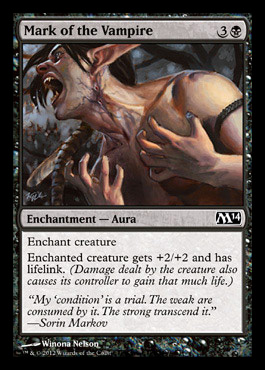 Mark of the Vampire 3
Enchantment — Aura M14
Enchant creature
Enchanted creature gets +2/+2 and has
lifelink. (Damage dealt by the creature also
causes its controller to gain that much life.)
“My ‘condition’ is a trial. The weak are
consumed by it. The strong transcend it.”
—Sorin Markov
Winona Nelson
™ & © 2012 Wizards of the Coast